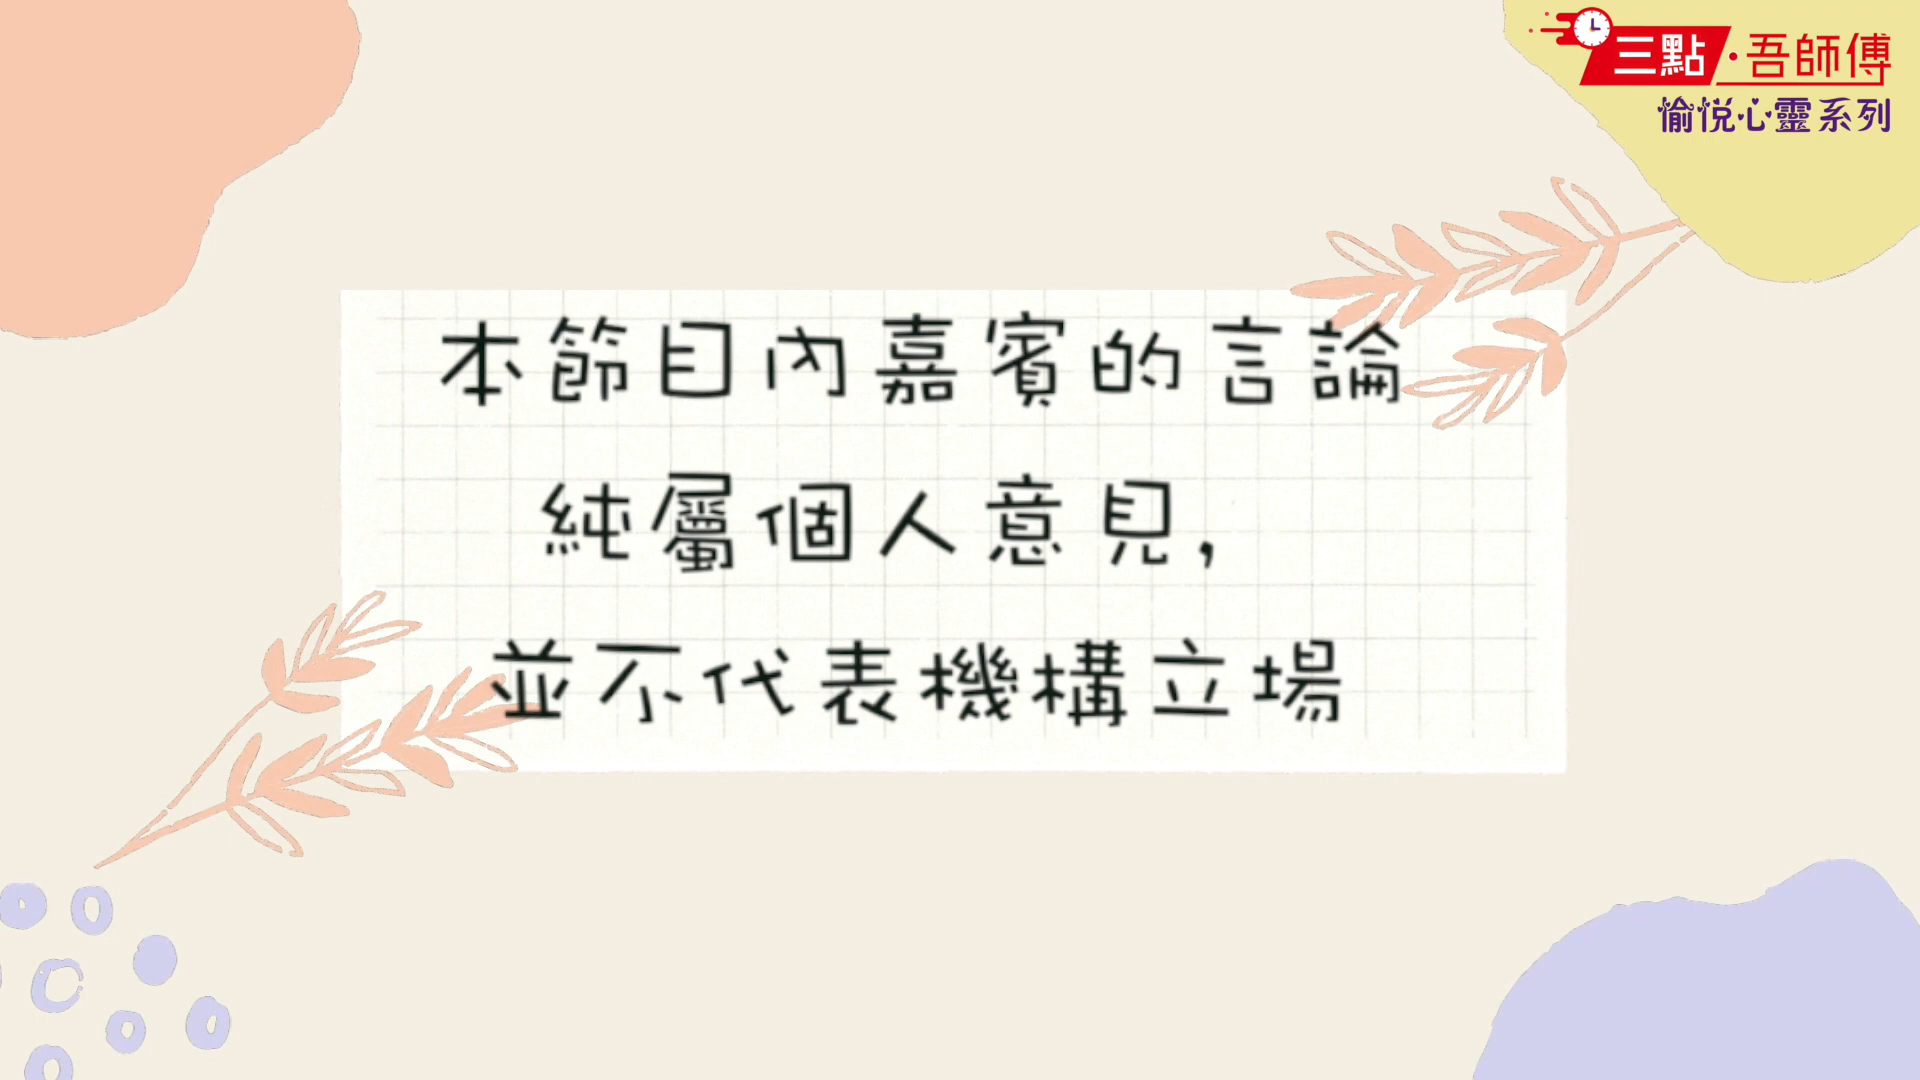 三點·吾師傅
愉悅心靈系列
本節目內嘉賓的言論
純屬個人意見,
並不代表機構立場